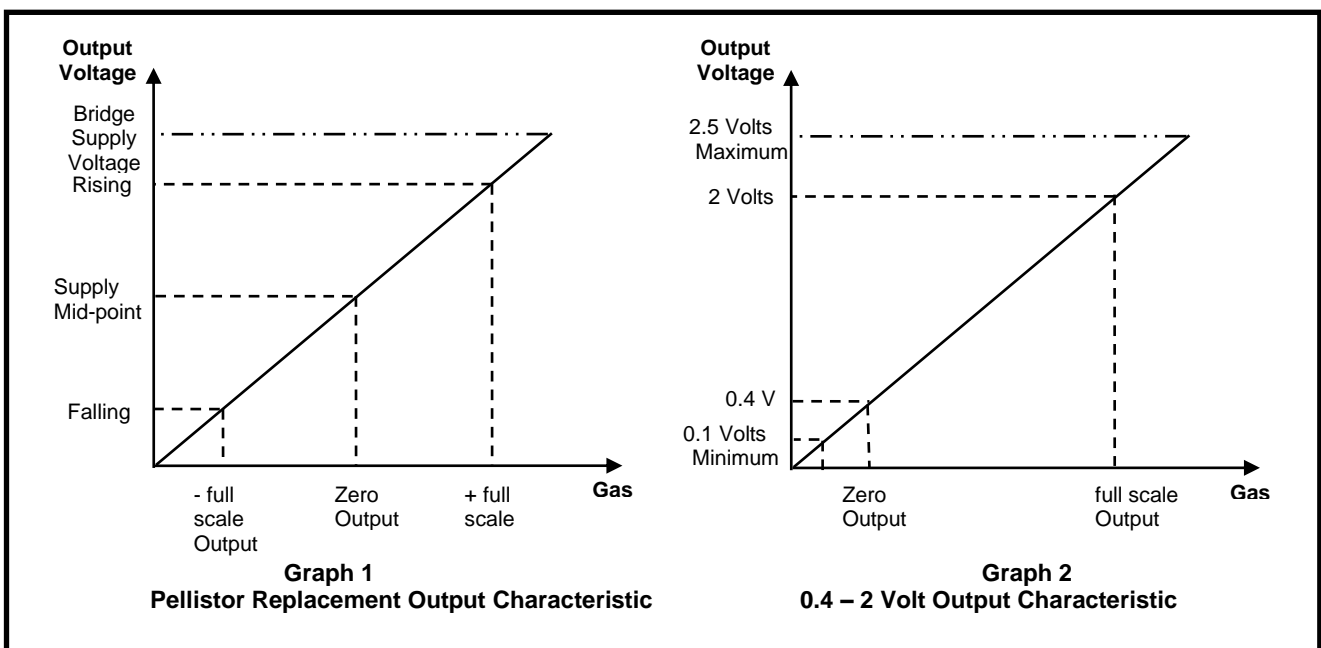 Output
Voltage
Bridge
Supply
Voltage
Rising
Supply
Mid-point
Falling
- full
scale
Output
Zero
Output
+ full
scale
Gas
Graph 1
Pellistor Replacement Output Characteristic
Output
Voltage
2.5 Volts
Maximum
2 Volts
0.4 V
0.1 Volts
Minimum
Zero
Output
full scale
Output
Gas
Graph 2
0.4 – 2 Volt Output Characteristic